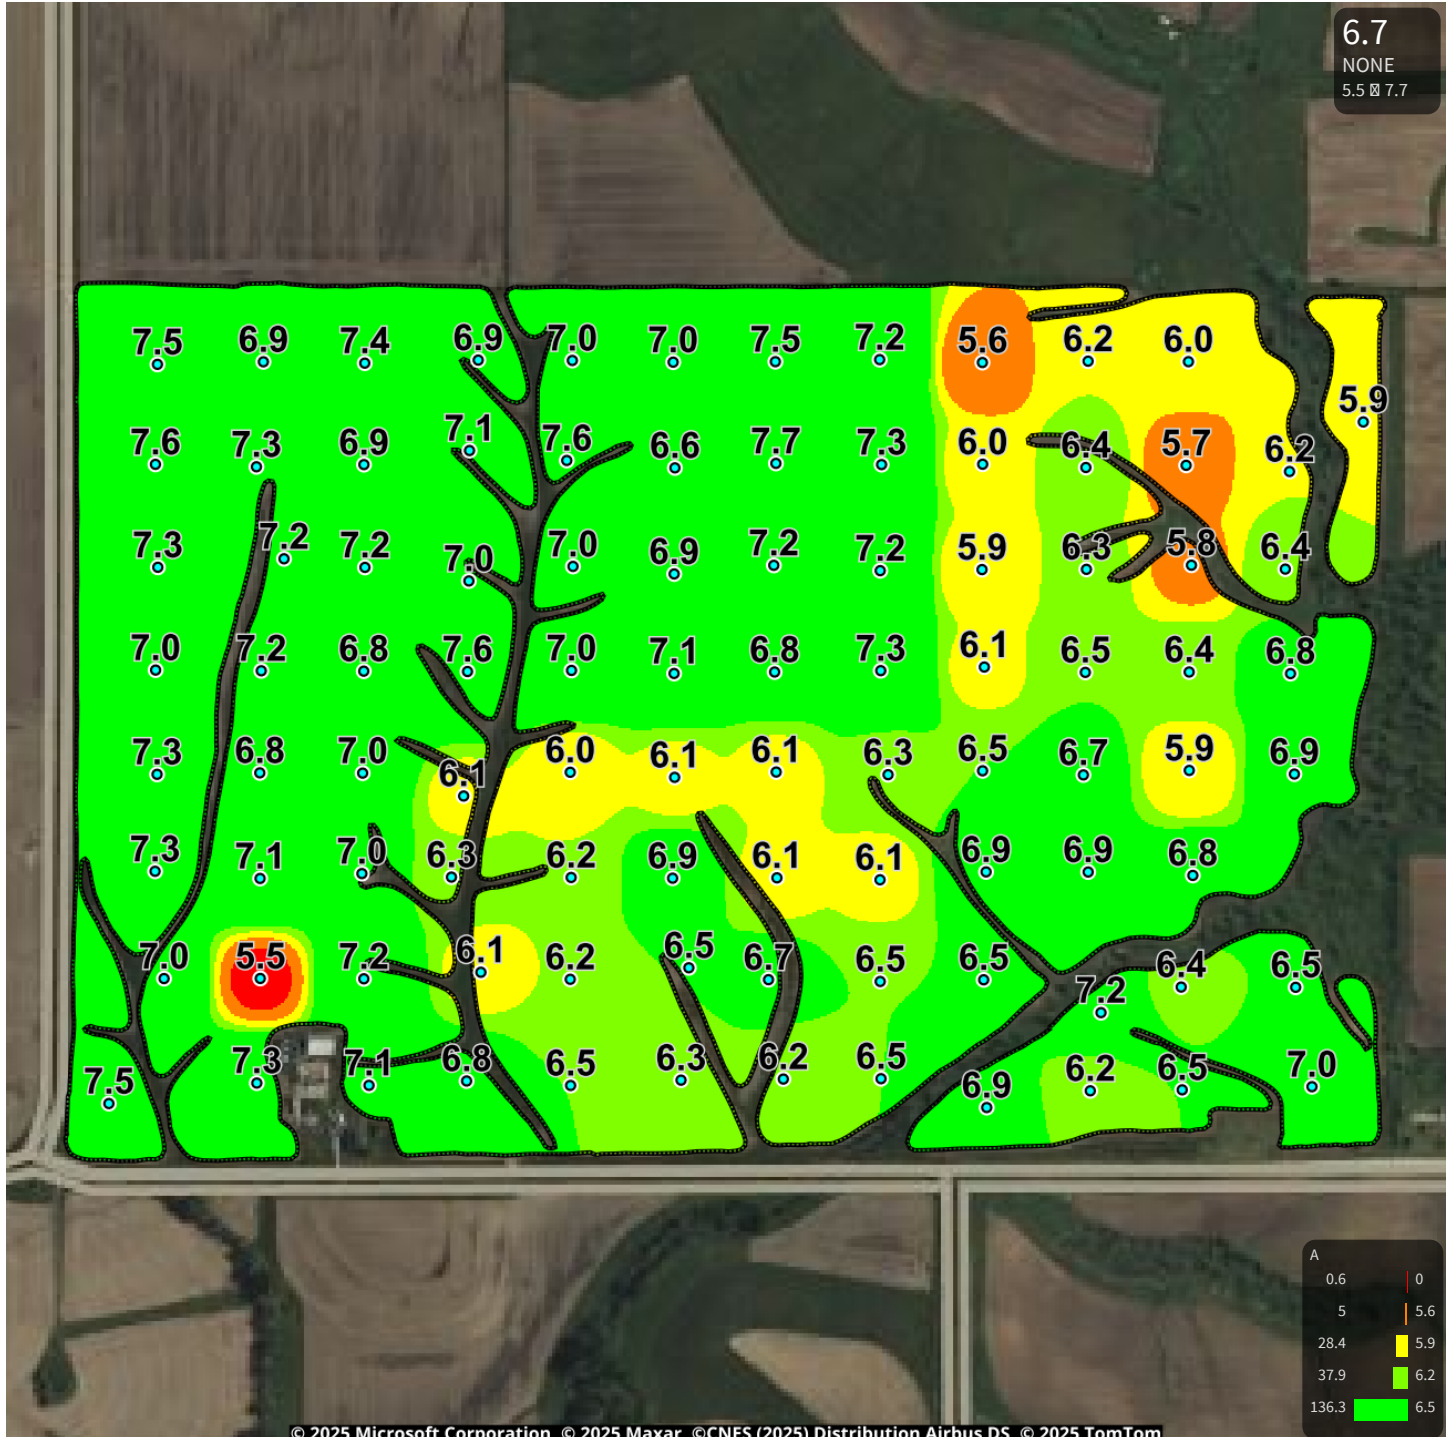 6.7
NONE
5.5 7.7
7.5 6.9 7.4 6.9 7.0 7.0 7.5 7.2 5.6 6.2 6.0
5.9
7.6 7.3 6.9 7.1 7.6 6.6 7.7 7.3 6.0 6.4 5.7 6.2
7.3 7.2 7.2 7.0 7.0 6.9 7.2 7.2 5.9 6.3 5.8 6.4
7.0 7.2 6.8 7.6 7.0 7.1 6.8 7.3 6.1 6.5 6.4 6.8
7.3 6.8 7.0 6.1 6.0 6.1 6.1 6.3 6.5 6.7 5.9 6.9
7.3 7.1 7.0 6.3 6.2 6.9 6.1 6.1 6.9 6.9 6.8
7.0 5.5 7.2 6.1 6.2 6.5 6.7 6.5 6.5 7.2 6.4 6.5
7.5 7.3 7.1 6.8 6.5 6.3 6.2 6.5 6.9 6.2 6.5 7.0
A
0.6 0
5 5.6
28.4 5.9
37.9 6.2
136.3 6.5
© 2025 Microsoft Corporation, © 2025 Maxar, ©CNES (2025) Distribution Airbus DS, © 2025 TomTom